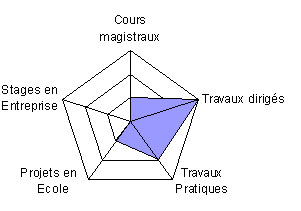 Cours
magistraux
Travaux dirigés
Travaux
Pratiques
Projets en
Ecole
Stages en
Entreprise